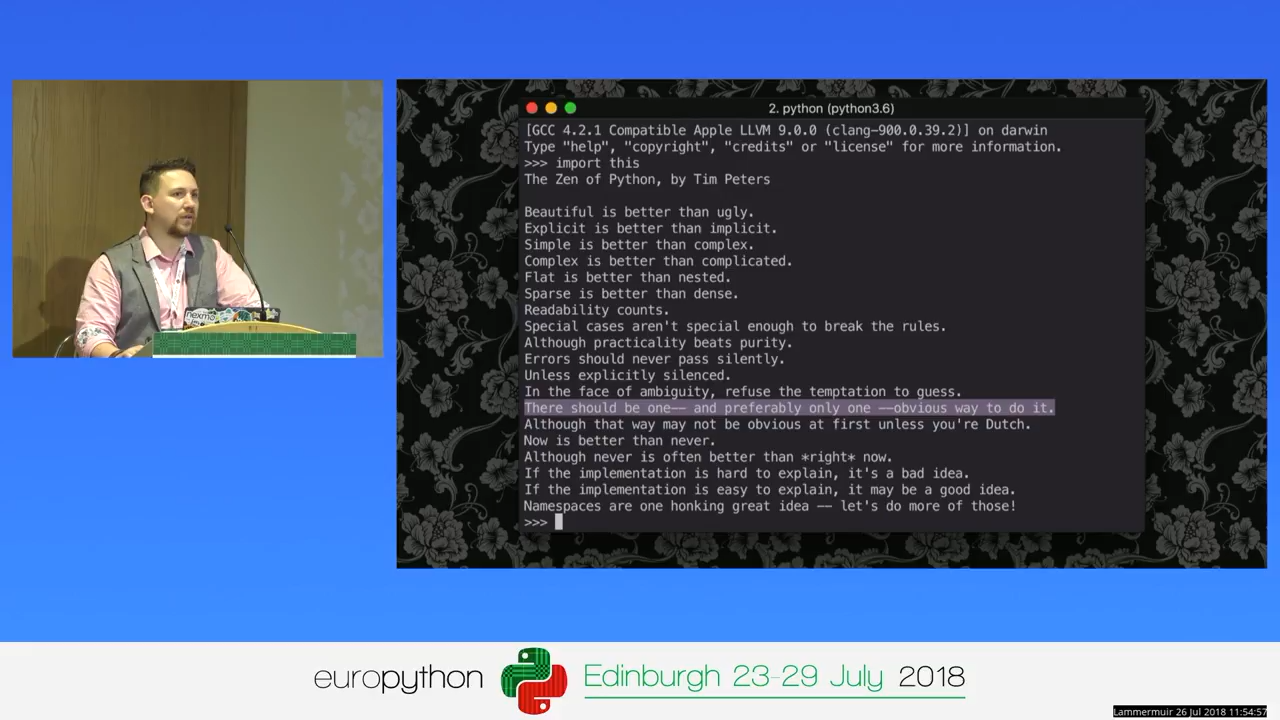 2. python (python3.6)
[GCC 4.2.1 Compatible Apple LLVM 9.0.0 (clang-900.0.39.2)] on darwin
Type "help", "copyright", "credits" or "license" for more information.
>>> import this
The Zen of Python, by Tim Peters
Beautiful is better than ugly.
Explicit is better than implicit.
Simple is better than complex.
Complex is better than complicated.
Flat is better than nested.
Sparse is better than dense.
Readability counts.
Special cases aren't special enough to break the rules.
Although practicality beats purity.
Errors should never pass silently.
Unless explicitly silenced.
In the face of ambiguity, refuse the temptation to guess.
There should be one-- and preferably only one --obvious way to do it.
Although that way may not be obvious at first unless you're Dutch.
Now is better than never.
Although never is often better than *right* now.
If the implementation is hard to explain, it's a bad idea.
If the implementation is easy to explain, it may be a good idea.
Namespaces are one honking great idea -- let's do more of those!
>>>
nexmo
europython
Edinburgh 23-29 July 2018
Lammermuir 26 Jul 2018 11:54:57